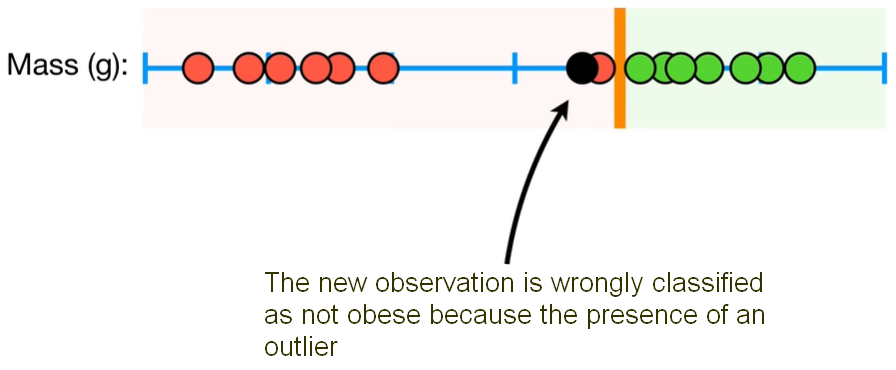 Mass (g):
The new observation is wrongly classified
as not obese because the presence of an
outlier